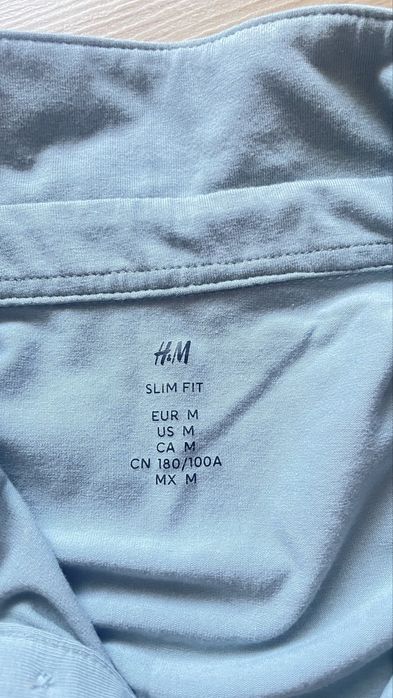 H&M
SLIM FIT
EUR M
US M
CA M
CN 180/100A
MX M